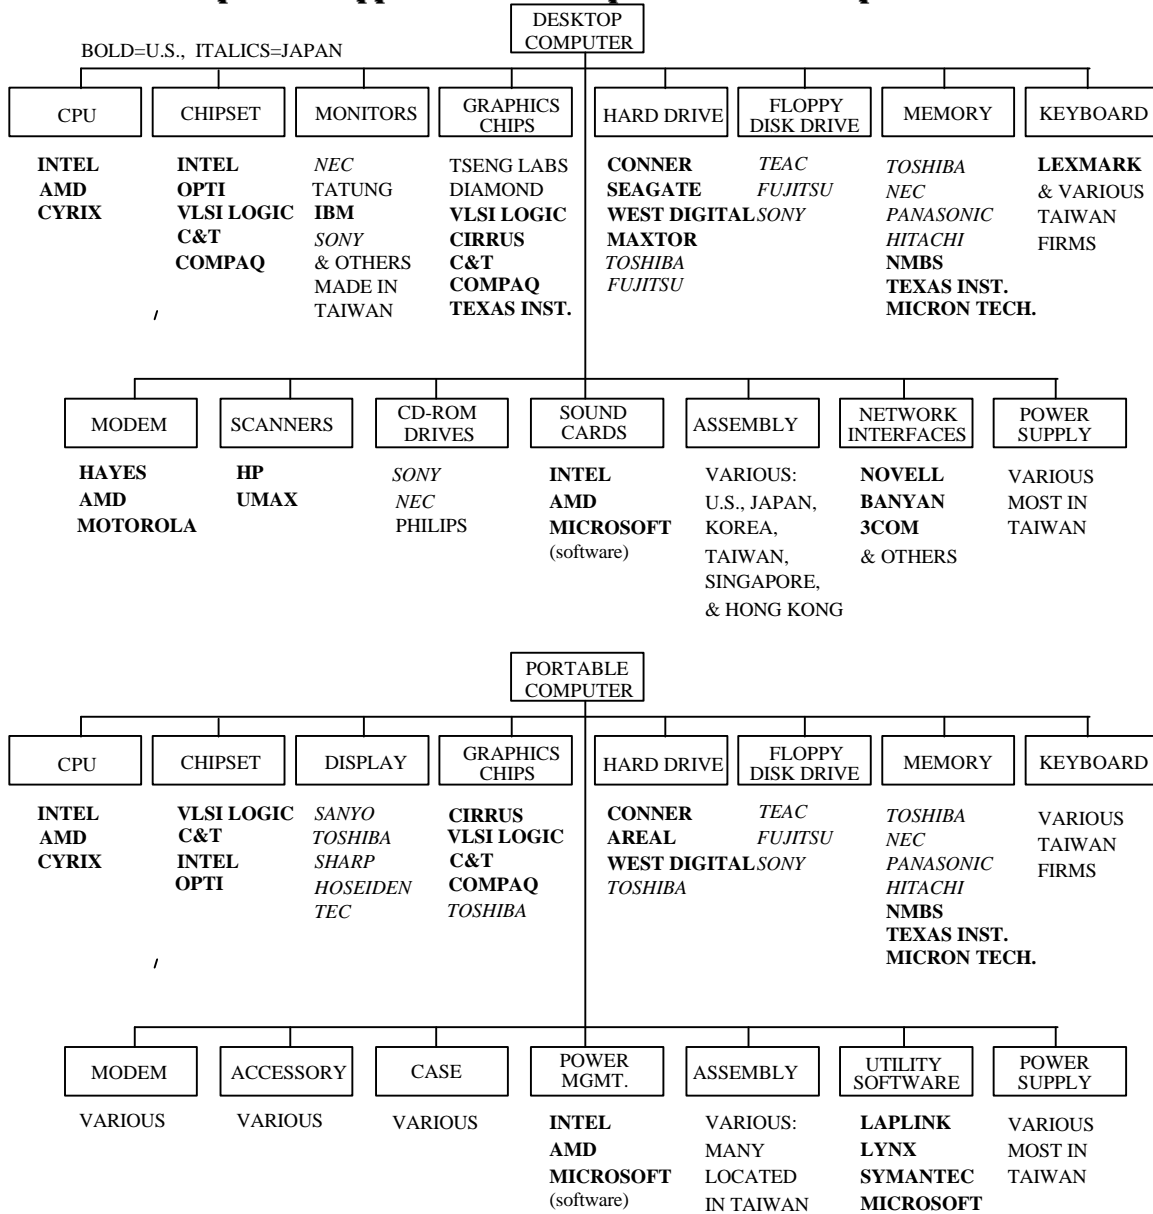 DESKTOP
COMPUTER
BOLD=U.S., ITALICS=JAPAN
CPU
INTEL
AMD
CYRIX
CHIPSET
INTEL
OPTI
VLSI LOGIC
C&T
COMPAQ
MONITORS
NEC
TATUNG
IBM
SONY
& OTHERS
MADE IN
TAIWAN
GRAPHICS
CHIPS
TSENG LABS
DIAMOND
VLSI LOGIC
CIRRUS
C&T
COMPAQ
TEXAS INST.
HARD DRIVE
CONNER
SEAGATE
WEST DIGITAL
MAXTOR
TOSHIBA
FUJITSU
FLOPPY
DISK DRIVE
TEAC
FUJITSU
SONY
MEMORY
TOSHIBA
NEC
PANASONIC
HITACHI
NMBS
TEXAS INST.
MICRON TECH.
KEYBOARD
LEXMARK
& VARIOUS
TAIWAN
FIRMS
MODEM
HAYES
AMD
MOTOROLA
SCANNERS
HP
UMAX
CD-ROM
DRIVES
SONY
NEC
PHILIPS
SOUND
CARDS
INTEL
AMD
MICROSOFT
(software)
ASSEMBLY
VARIOUS:
U.S., JAPAN,
KOREA,
TAIWAN,
SINGAPORE,
& HONG KONG
NETWORK
INTERFACES
NOVELL
BANYAN
3COM
& OTHERS
POWER
SUPPLY
VARIOUS
MOST IN
TAIWAN
PORTABLE
COMPUTER
CPU
INTEL
AMD
CYRIX
CHIPSET
VLSI LOGIC
C&T
INTEL
OPTI
DISPLAY
SANYO
TOSHIBA
SHARP
HOSEIDEN
TEC
GRAPHICS
CHIPS
CIRRUS
VLSI LOGIC
C&T
COMPAQ
TOSHIBA
HARD DRIVE
CONNER
AREAL
WEST DIGITAL
TOSHIBA
FLOPPY
DISK DRIVE
TEAC
FUJITSU
SONY
MEMORY
TOSHIBA
NEC
PANASONIC
HITACHI
NMBS
TEXAS INST.
MICRON TECH.
KEYBOARD
VARIOUS
TAIWAN
FIRMS
MODEM
VARIOUS
ACCESSORY
VARIOUS
CASE
VARIOUS
POWER
MGMT.
INTEL
AMD
MICROSOFT
(software)
ASSEMBLY
VARIOUS:
MANY
LOCATED
IN TAIWAN
UTILITY
SOFTWARE
LAPLINK
LYNX
SYMANTEC
MICROSOFT
POWER
SUPPLY
VARIOUS
MOST IN
TAIWAN